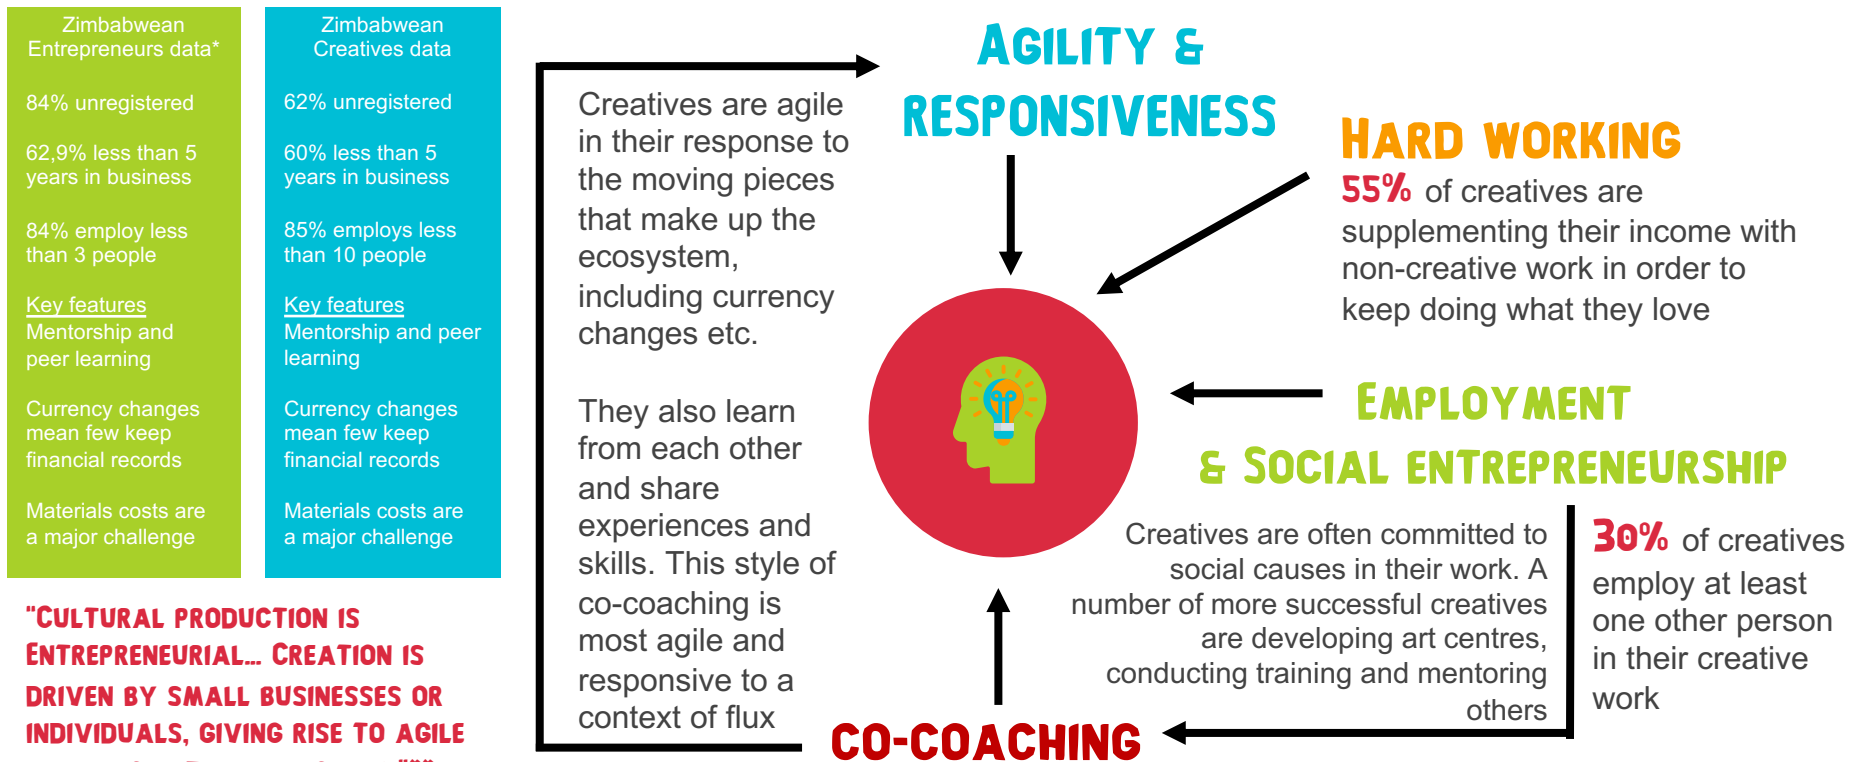 Zimbabwean
Entrepreneurs data*
84% unregistered
62,9% less than 5
years in business
84% employ less
than 3 people
Key features
Mentorship and
peer learning
Currency changes
mean few keep
financial records
Materials costs are
a major challenge
Zimbabwean
Creatives data
62% unregistered
60% less than 5
years in business
85% employs less
than 10 people
Key features
Mentorship and peer
learning
Currency changes
mean few keep
financial records
Materials costs are
a major challenge
"CULTURAL PRODUCTION IS
ENTREPRENEURIAL... CREATION IS
DRIVEN BY SMALL BUSINESSES OR
INDIVIDUALS, GIVING RISE TO AGILE
Creatives are agile
in their response to
the moving pieces
that make up the
ecosystem,
including currency
changes etc.
They also learn
from each other
and share
experiences and
skills. This style of
co-coaching is
most agile and
responsive to a
context of flux
AGILITY &
RESPONSIVENESS
HARD WORKING
55% of creatives are
supplementing their income with
non-creative work in order to
keep doing what they love
EMPLOYMENT
& SOCIAL ENTREPRENEURSHIP
Creatives are often committed to
social causes in their work. A
number of more successful creatives
are developing art centres,
conducting training and mentoring
others
30% of creatives
employ at least
one other person
in their creative
work
CO-COACHING